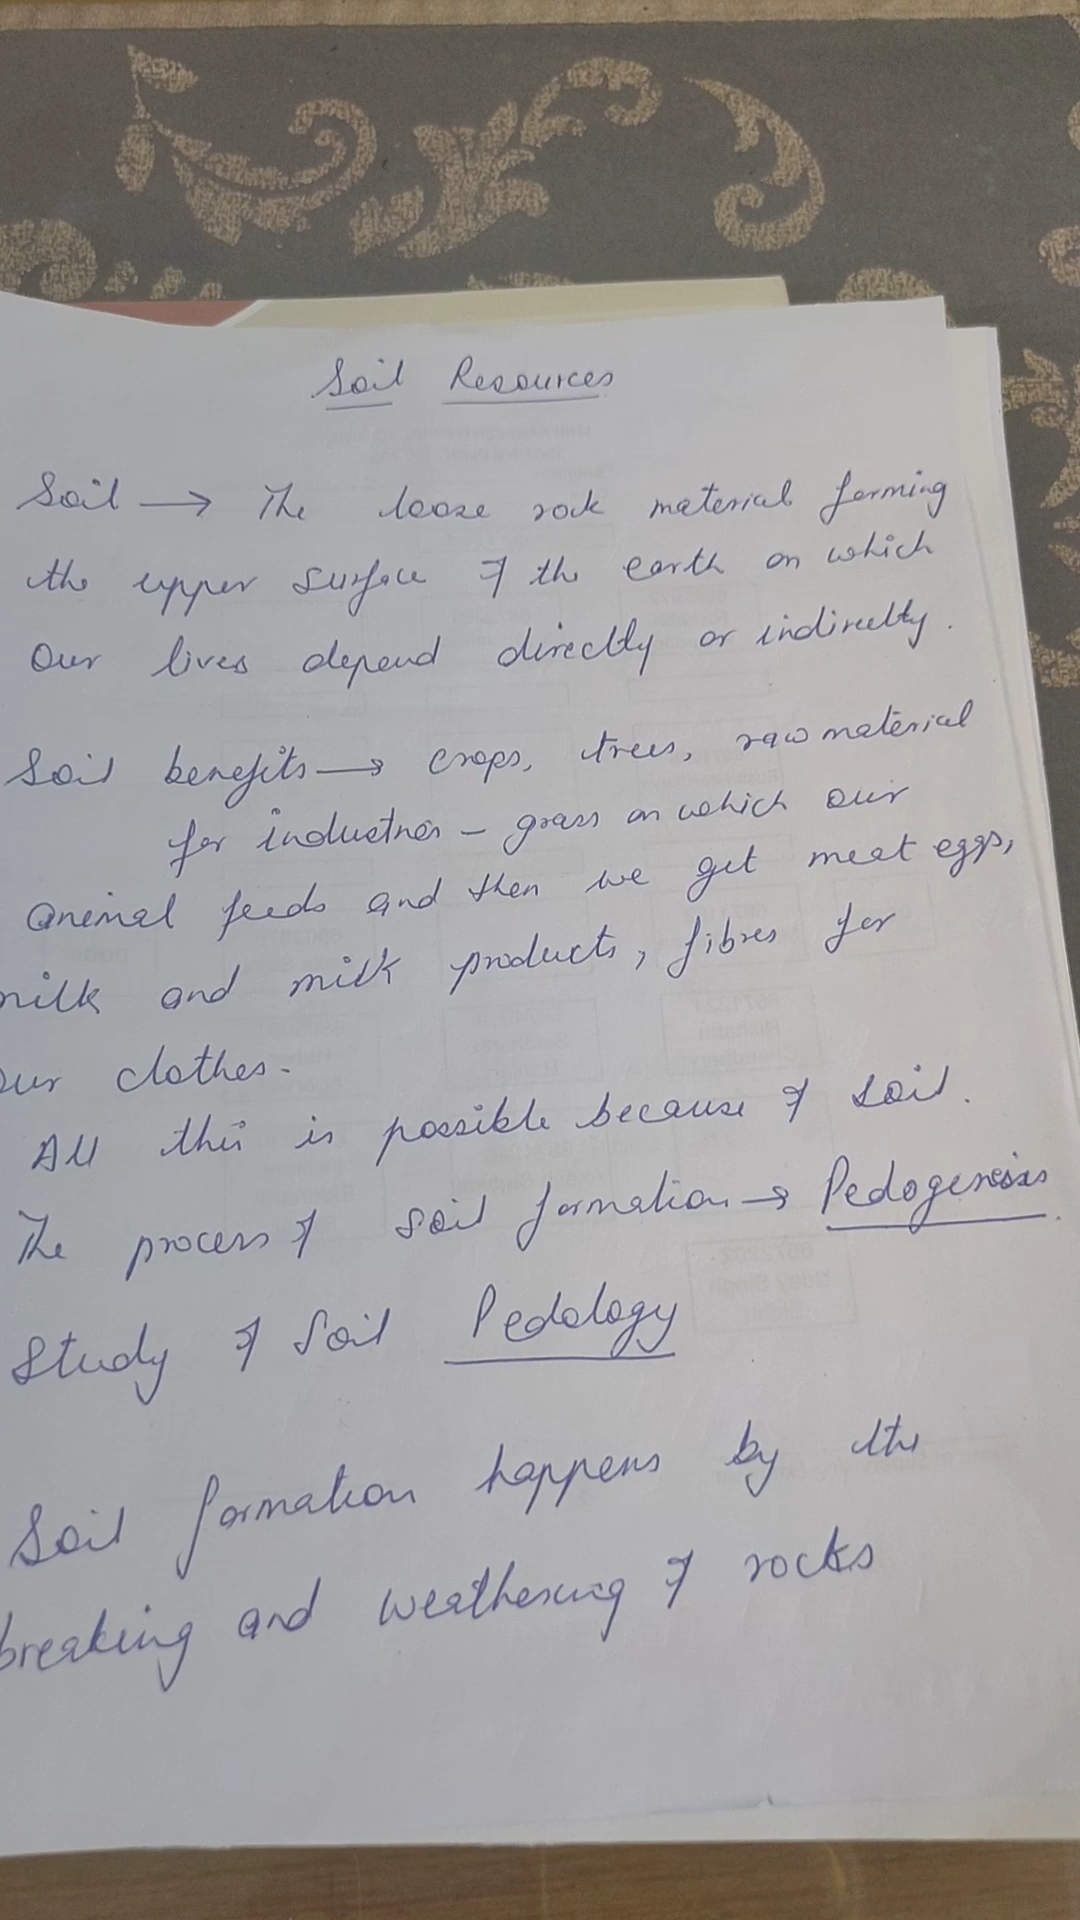 Soil Resources
Soil → The loose rock material forming
the upper surface of the earth on which
Our lives depend directly or indirectly.
Soil benefits → crops, trees, raw material
for industries – grass on which our
animal feeds and then we get meat eggs,
milk and milk products, fibres for
our clothes.
All this is possible because of soil.
The process of soil formation → Pedogenesis
Study of Soil Pedology
Soil formation happens by the
breaking and weathering of rocks